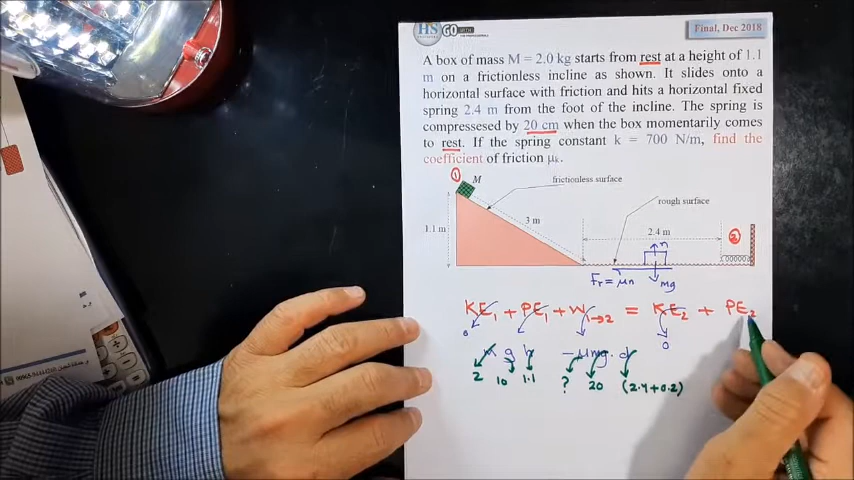 HS GO
Final, Dec 2018
A box of mass M = 2.0 kg starts from rest at a height of 1.1
m on a frictionless incline as shown. It slides onto a
horizontal surface with friction and hits a horizontal fixed
spring 2.4 m from the foot of the incline. The spring is
compressesed by 20 cm when the box momentarily comes
to rest. If the spring constant k = 700 N/m, find the
coefficient of friction μk.
① M
frictionless surface
3 m
rough surface
1.1 m
2.4 m
②
n
Fr = μn
mg
KE1 + PE1 + W1→2 = KE2 + PE2
0
0
M g h - μmg . d
2 10 1.1 ? 20 (2.4+0.2)